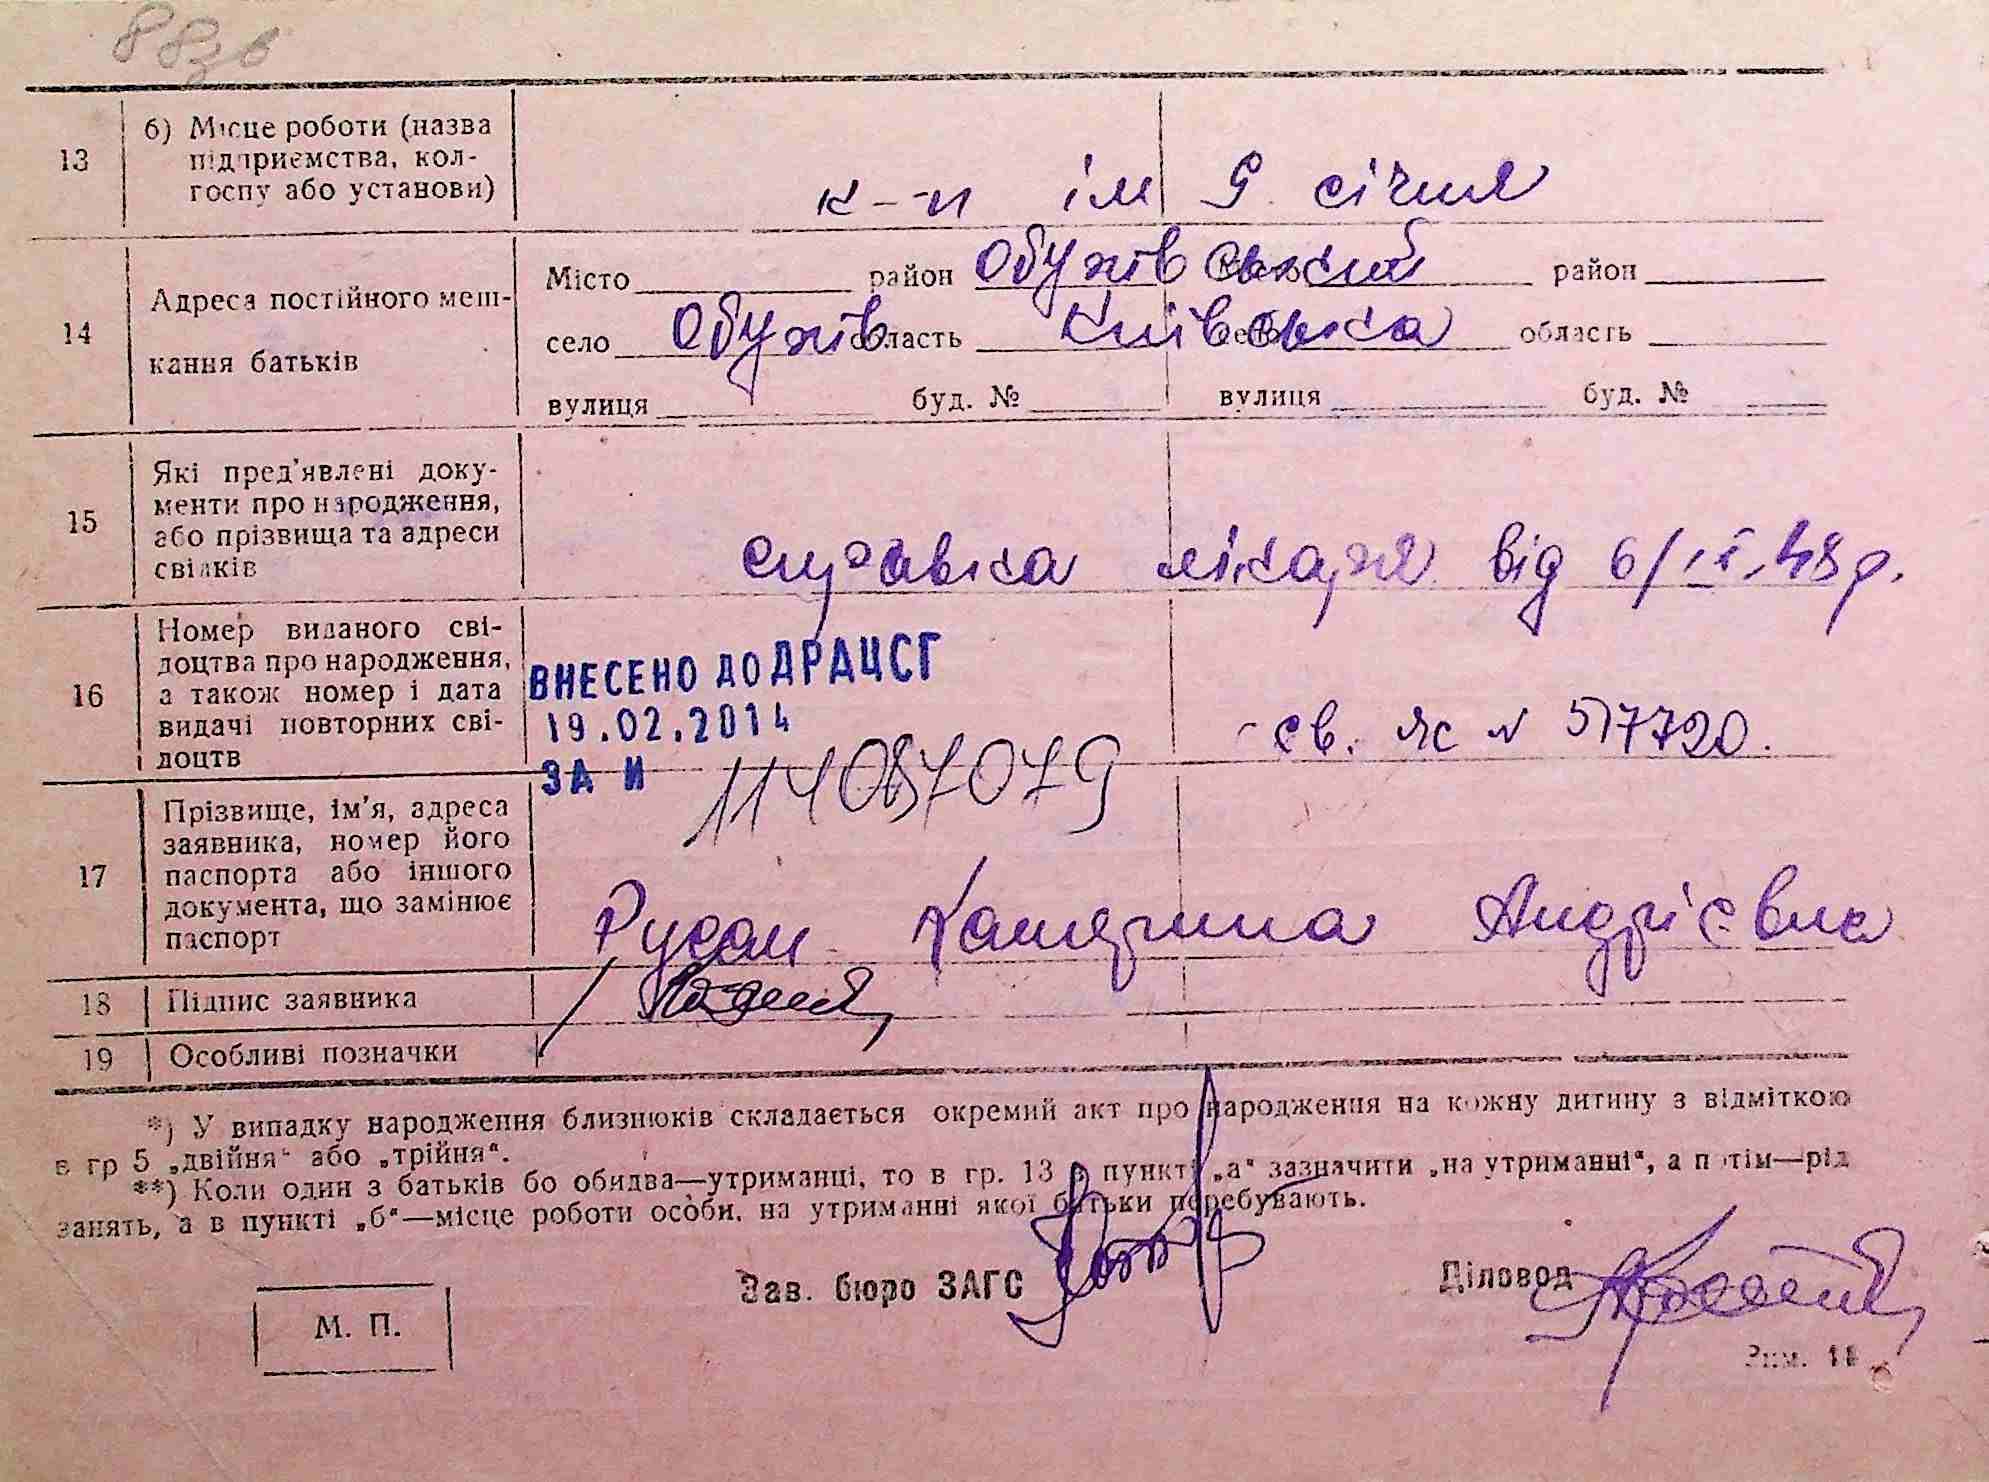 88зв
13 б) Місце роботи (назва
підприємства, кол-
госпу або установи)
к-п ім 9 січня
14 Адреса постійного меш-
кання батьків
Місто район Обухівський район
село Обухів область Київська область
вулиця буд. № вулиця буд. №
15 Які пред'явлені доку-
менти про народження,
або прізвища та адреси
свідків
справка лікаря від 6/ІХ.48р.
16 Номер виданого сві-
доцтва про народження,
а також номер і дата
видачі повторних сві-
доцтв
ВНЕСЕНО ДО ДРАЦСГ
19.02.2014
ЗА И 114087079
св. ЯС N 517720.
17 Прізвище, ім'я, адреса
заявника, номер його
паспорта або іншого
документа, що замінює
паспорт
Русан Катерина Андрієвна
18 Підпис заявника
19 Особливі позначки
*) У випадку народження близнюків складається окремий акт про народження на кожну дитину з відміткою
в гр 5 „двійня“ або „трійня“.
**) Коли один з батьків бо обидва—утриманці, то в гр. 13 в пункті „а“ зазначити „на утриманні“, а потім—рід
занять, а в пункті „б“—місце роботи особи, на утриманні якої батьки перебувають.
Зав. бюро ЗАГС
Діловод
М. П.